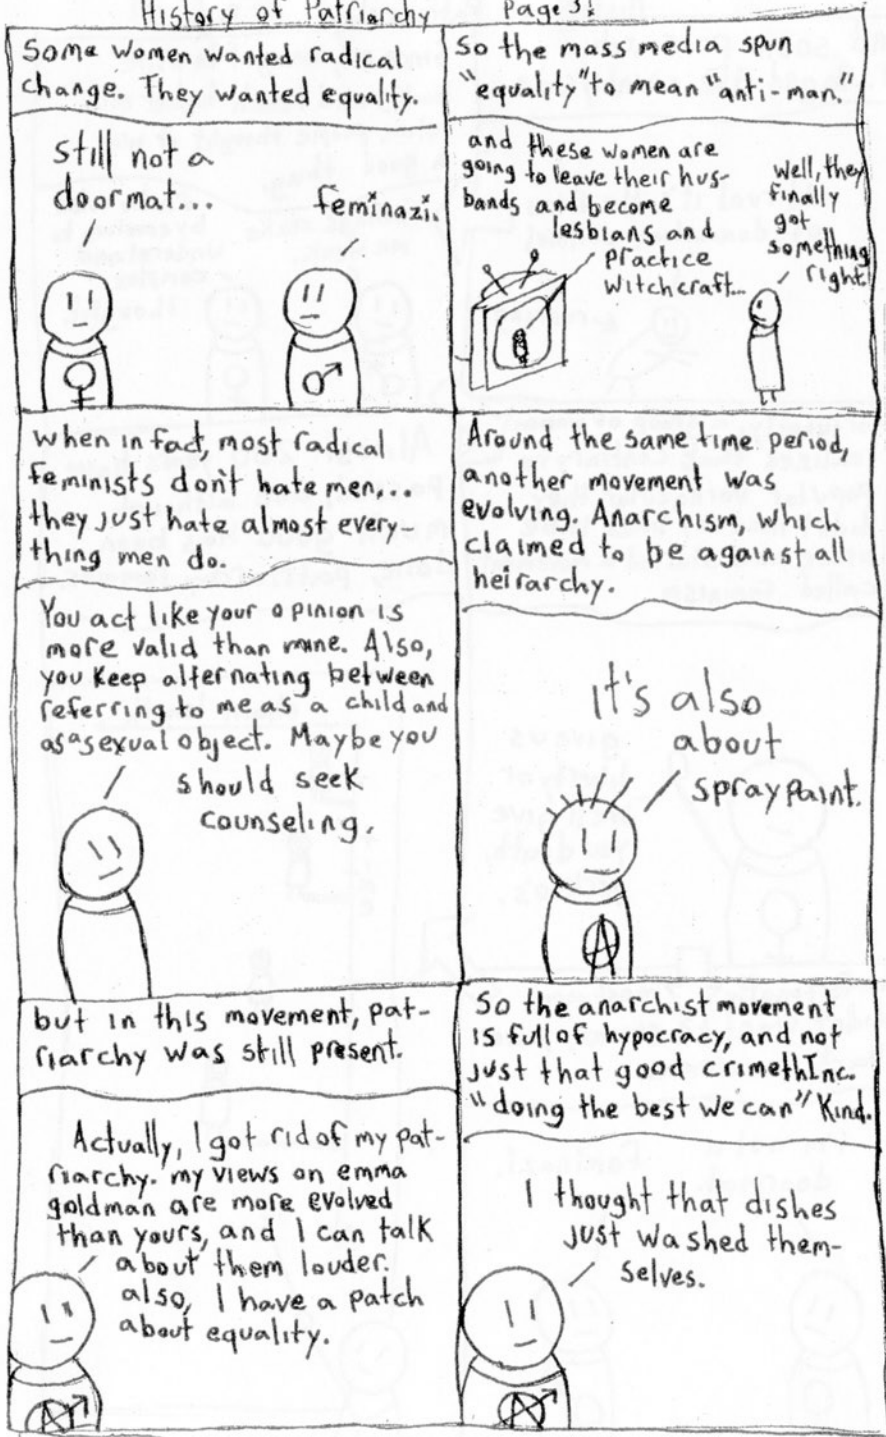 History of Patriarchy Page 3:
Some women wanted radical
change. They wanted equality.
still not a
doormat...
feminazi.
So the mass media spun
"equality" to mean "anti-man."
and these women are
going to leave their hus-
bands and become
lesbians and
practice
witchcraft...
Well, they
finally
got
something
right!
when in fact, most radical
feminists don't hate men...
they just hate almost every-
thing men do.
You act like your opinion is
more valid than mine. Also,
you keep alternating between
referring to me as a child and
as a sexual object. Maybe you
should seek
counseling.
Around the same time period,
another movement was
evolving. Anarchism, which
claimed to be against all
heirarchy.
it's also
about
spraypaint.
but in this movement, pat-
riarchy was still present.
Actually, I got rid of my pat-
riarchy. my views on emma
goldman are more evolved
than yours, and I can talk
about them louder.
also, I have a patch
about equality.
So the anarchist movement
is full of hypocracy, and not
just that good crimethInc.
"doing the best we can" kind.
I thought that dishes
just washed them-
selves.